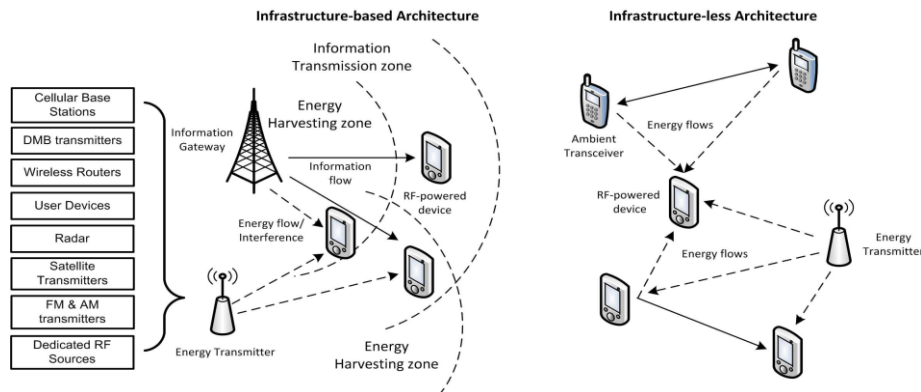 Infrastructure-based Architecture
Cellular Base
Stations
DMB transmitters
Wireless Routers
User Devices
Radar
Satellite
Transmitters
FM & AM
transmitters
Dedicated RF
Sources
Information
Transmission zone
Energy
Harvesting zone
Information
Gateway
Information
flow
RF-powered
device
Energy flow/
Interference
Energy Transmitter
Energy
Harvesting zone
Infrastructure-less Architecture
Ambient
Transceiver
Energy flows
RF-powered
device
Energy flows
Energy
Transmitter